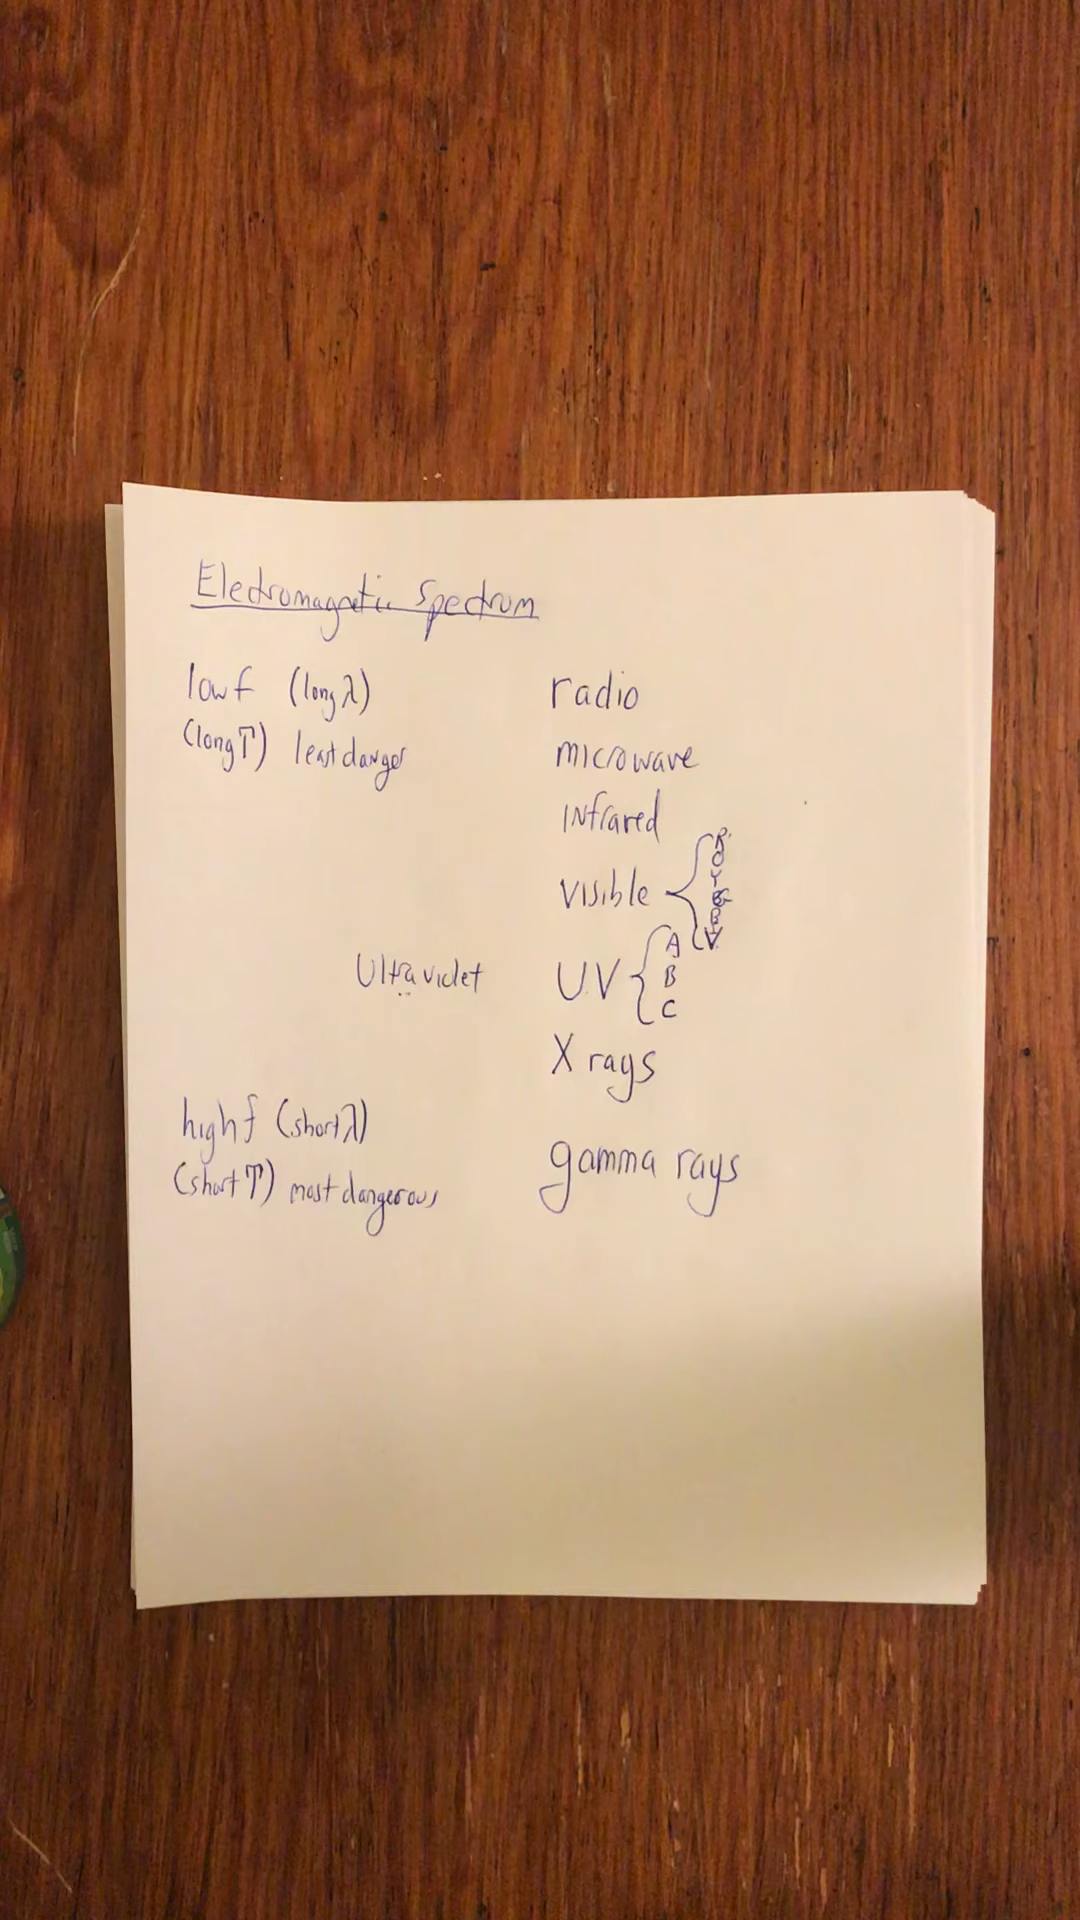 Electromagnetic Spectrum
low f (long λ)
(long T) least danger
radio
microwave
infrared
visible { R
O
Y
G
B
V
Ultraviolet UV { A
B
C
X rays
high f (short λ)
(short T) most dangerous
gamma rays